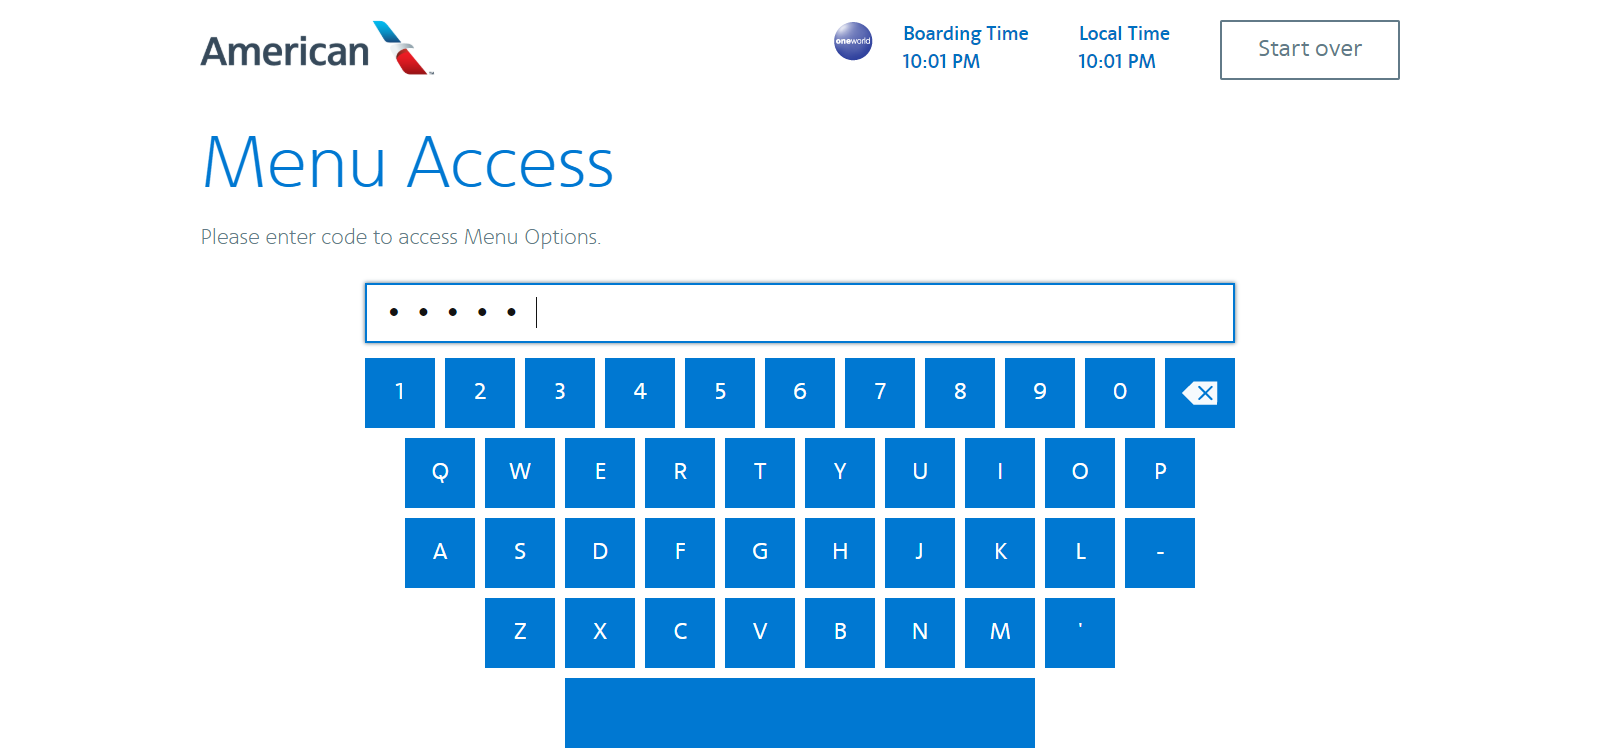 American
oneworld
Boarding Time
10:01 PM
Local Time
10:01 PM
Start over
Menu Access
Please enter code to access Menu Options.
• • • • •
1 2 3 4 5 6 7 8 9 0
Q W E R T Y U I O P
A S D F G H J K L -
Z X C V B N M '